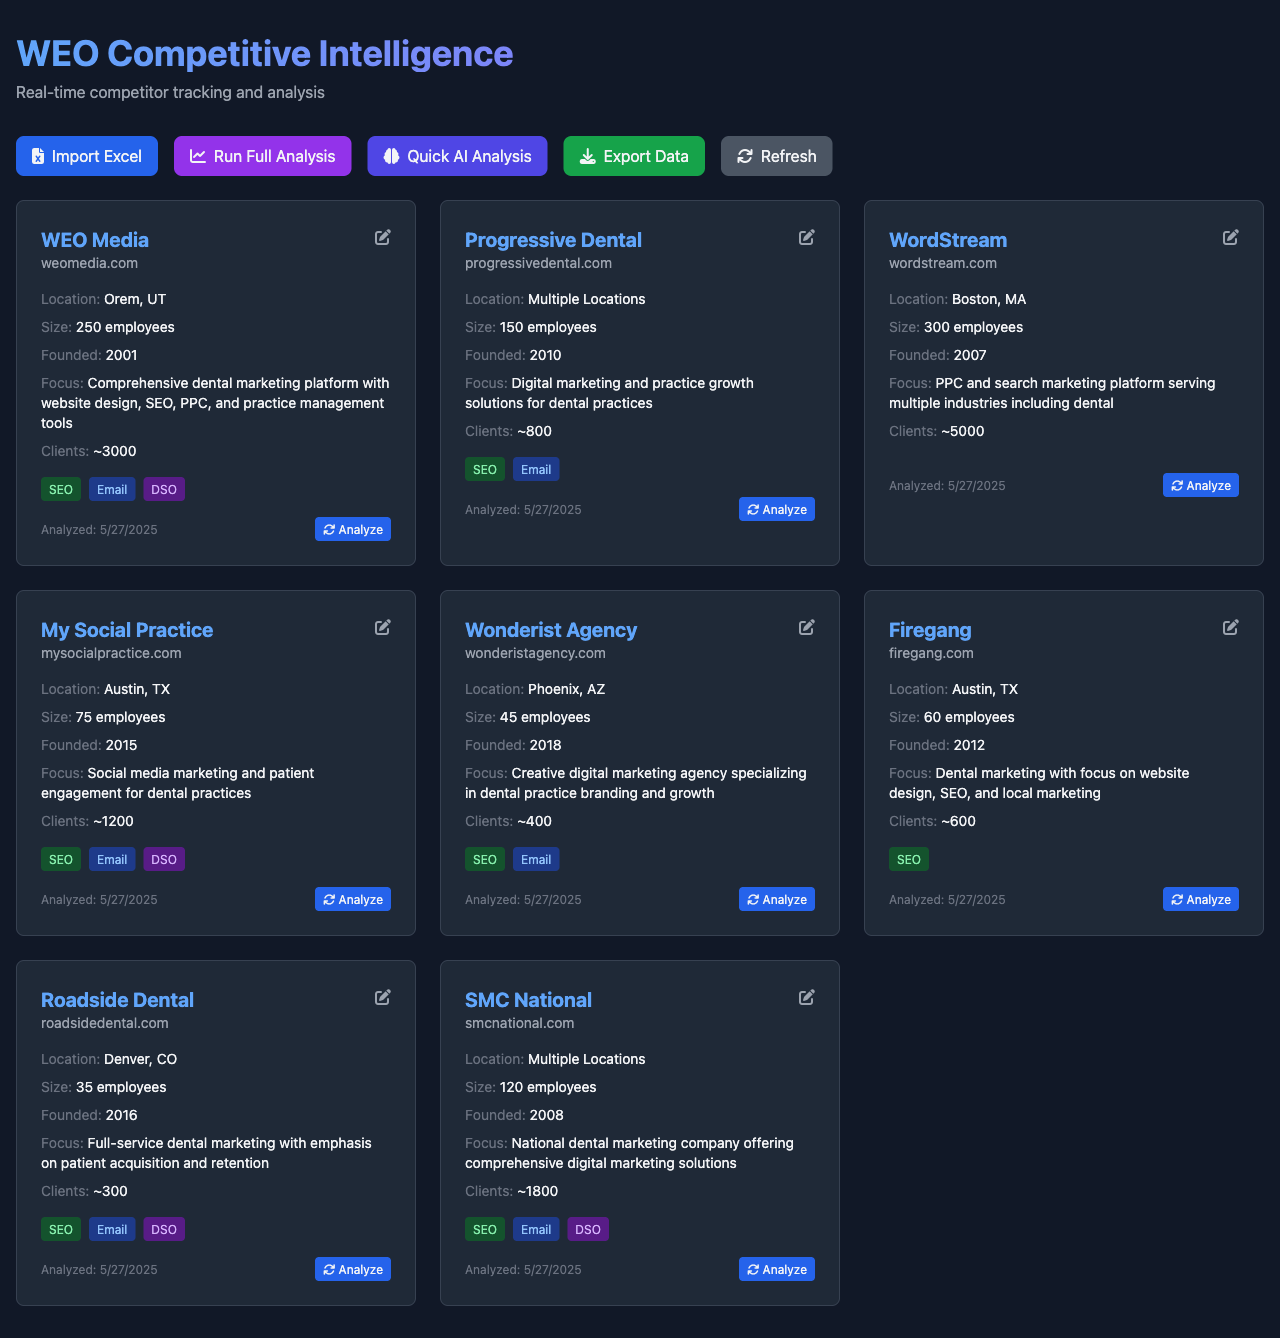 WEO Competitive Intelligence
Real-time competitor tracking and analysis
Import Excel
Run Full Analysis
Quick AI Analysis
Export Data
Refresh
WEO Media
weomedia.com
Location: Orem, UT
Size: 250 employees
Founded: 2001
Focus: Comprehensive dental marketing platform with
website design, SEO, PPC, and practice management
tools
Clients: ~3000
SEO Email DSO
Analyzed: 5/27/2025
Analyze
Progressive Dental
progressivedental.com
Location: Multiple Locations
Size: 150 employees
Founded: 2010
Focus: Digital marketing and practice growth
solutions for dental practices
Clients: ~800
SEO Email
Analyzed: 5/27/2025
Analyze
WordStream
wordstream.com
Location: Boston, MA
Size: 300 employees
Founded: 2007
Focus: PPC and search marketing platform serving
multiple industries including dental
Clients: ~5000
Analyzed: 5/27/2025
Analyze
My Social Practice
mysocialpractice.com
Location: Austin, TX
Size: 75 employees
Founded: 2015
Focus: Social media marketing and patient
engagement for dental practices
Clients: ~1200
SEO Email DSO
Analyzed: 5/27/2025
Analyze
Wonderist Agency
wonderistagency.com
Location: Phoenix, AZ
Size: 45 employees
Founded: 2018
Focus: Creative digital marketing agency specializing
in dental practice branding and growth
Clients: ~400
SEO Email
Analyzed: 5/27/2025
Analyze
Firegang
firegang.com
Location: Austin, TX
Size: 60 employees
Founded: 2012
Focus: Dental marketing with focus on website
design, SEO, and local marketing
Clients: ~600
SEO
Analyzed: 5/27/2025
Analyze
Roadside Dental
roadsidedental.com
Location: Denver, CO
Size: 35 employees
Founded: 2016
Focus: Full-service dental marketing with emphasis
on patient acquisition and retention
Clients: ~300
SEO Email DSO
Analyzed: 5/27/2025
Analyze
SMC National
smcnational.com
Location: Multiple Locations
Size: 120 employees
Founded: 2008
Focus: National dental marketing company offering
comprehensive digital marketing solutions
Clients: ~1800
SEO Email DSO
Analyzed: 5/27/2025
Analyze